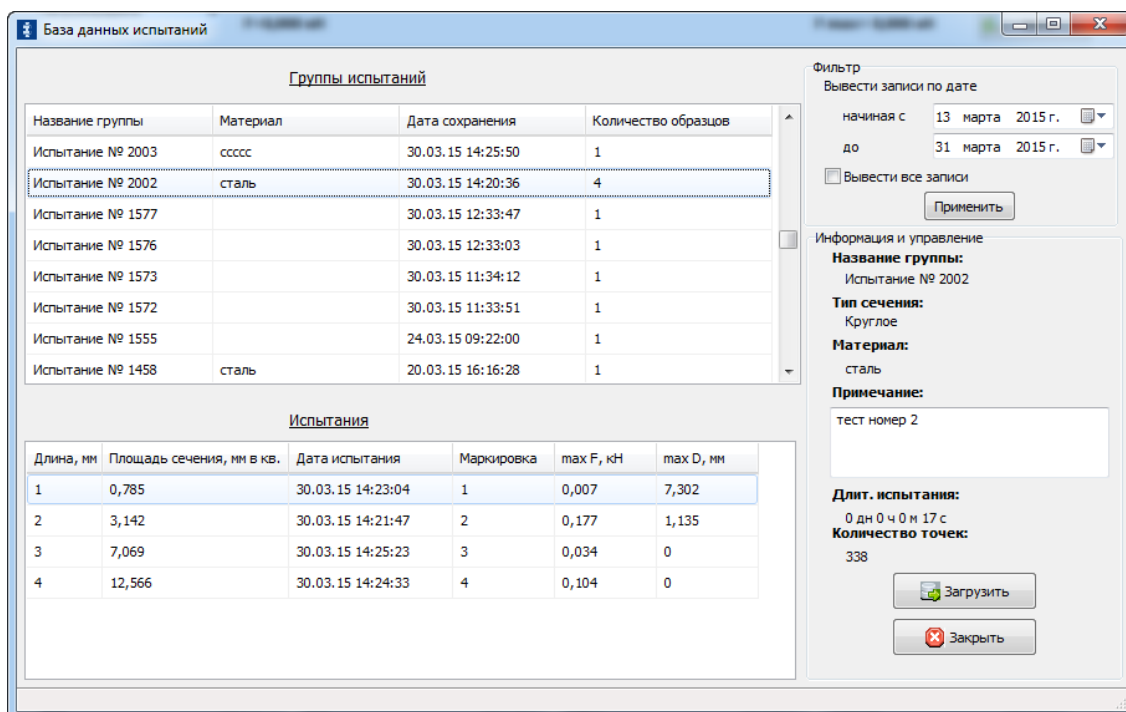 База данных испытаний
Группы испытаний
Название группы Материал Дата сохранения Количество образцов
Испытание № 2003 ссссс 30.03.15 14:25:50 1
Испытание № 2002 сталь 30.03.15 14:20:36 4
Испытание № 1577 30.03.15 12:33:47 1
Испытание № 1576 30.03.15 12:33:03 1
Испытание № 1573 30.03.15 11:34:12 1
Испытание № 1572 30.03.15 11:33:51 1
Испытание № 1555 24.03.15 09:22:00 1
Испытание № 1458 сталь 20.03.15 16:16:28 1
Испытания
Длина, мм Площадь сечения, мм в кв. Дата испытания Маркировка max F, кН max D, мм
1 0,785 30.03.15 14:23:04 1 0,007 7,302
2 3,142 30.03.15 14:21:47 2 0,177 1,135
3 7,069 30.03.15 14:25:23 3 0,034 0
4 12,566 30.03.15 14:24:33 4 0,104 0
Фильтр
Вывести записи по дате
начиная с 13 марта 2015 г.
до 31 марта 2015 г.
Вывести все записи
Применить
Информация и управление
Название группы:
Испытание № 2002
Тип сечения:
Круглое
Материал:
сталь
Примечание:
тест номер 2
Длит. испытания:
0 дн 0 ч 0 м 17 с
Количество точек:
338
Загрузить
Закрыть